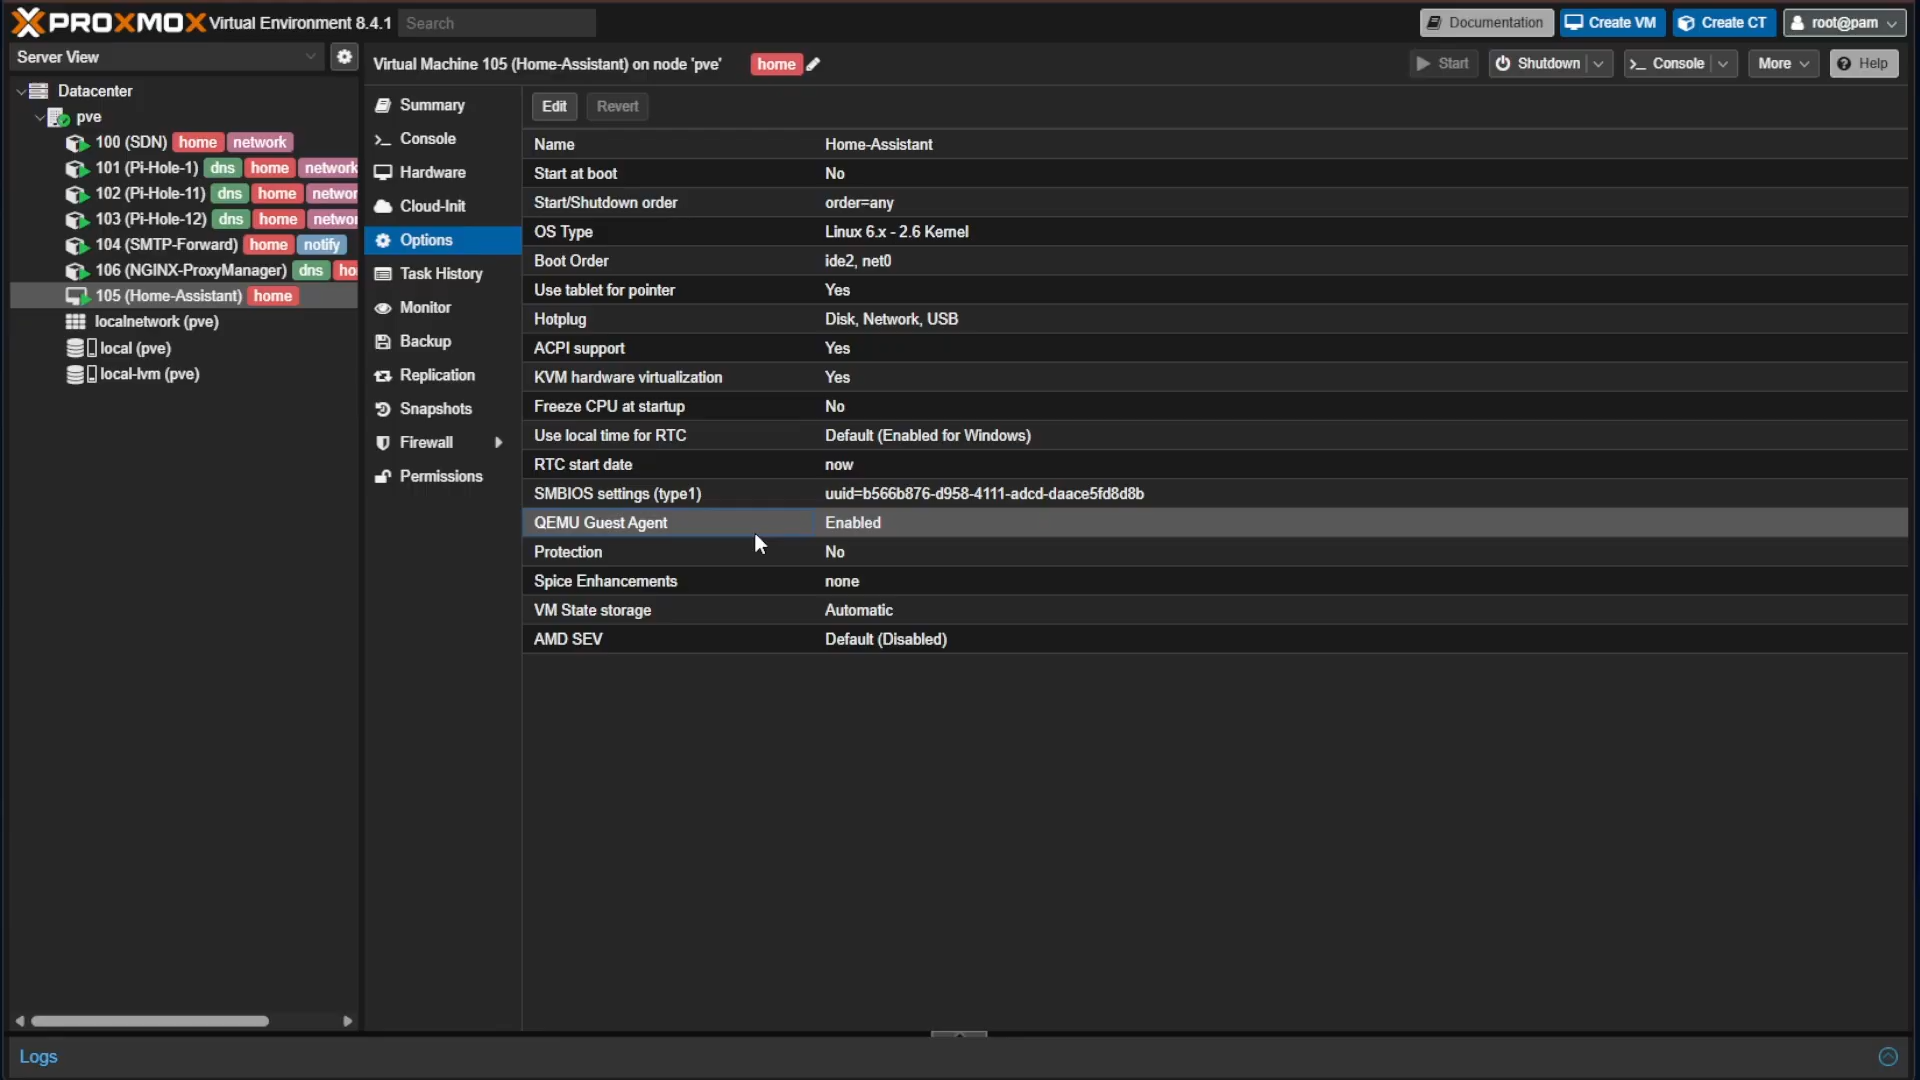 PROXMOX Virtual Environment 8.4.1 Search Documentation Create VM Create CT root@pam
Server View
Virtual Machine 105 (Home-Assistant) on node 'pve' home Start Shutdown Console More Help
Datacenter
pve
100 (SDN) home network
101 (Pi-Hole-1) dns home network
102 (Pi-Hole-11) dns home networ
103 (Pi-Hole-12) dns home networ
104 (SMTP-Forward) home notify
106 (NGINX-ProxyManager) dns ho
105 (Home-Assistant) home
localnetwork (pve)
local (pve)
local-lvm (pve)
Summary
Console
Hardware
Cloud-Init
Options
Task History
Monitor
Backup
Replication
Snapshots
Firewall
Permissions
Edit Revert
Name Home-Assistant
Start at boot No
Start/Shutdown order order=any
OS Type Linux 6.x - 2.6 Kernel
Boot Order ide2, net0
Use tablet for pointer Yes
Hotplug Disk, Network, USB
ACPI support Yes
KVM hardware virtualization Yes
Freeze CPU at startup No
Use local time for RTC Default (Enabled for Windows)
RTC start date now
SMBIOS settings (type1) uuid=b566b876-d958-4111-adcd-daace5fd8d8b
QEMU Guest Agent Enabled
Protection No
Spice Enhancements none
VM State storage Automatic
AMD SEV Default (Disabled)
Logs